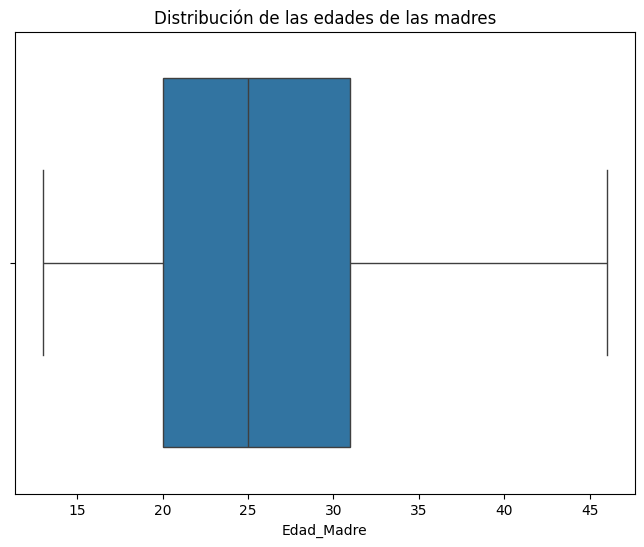 Distribución de las edades de las madres
15 20 25 30 35 40 45
Edad_Madre